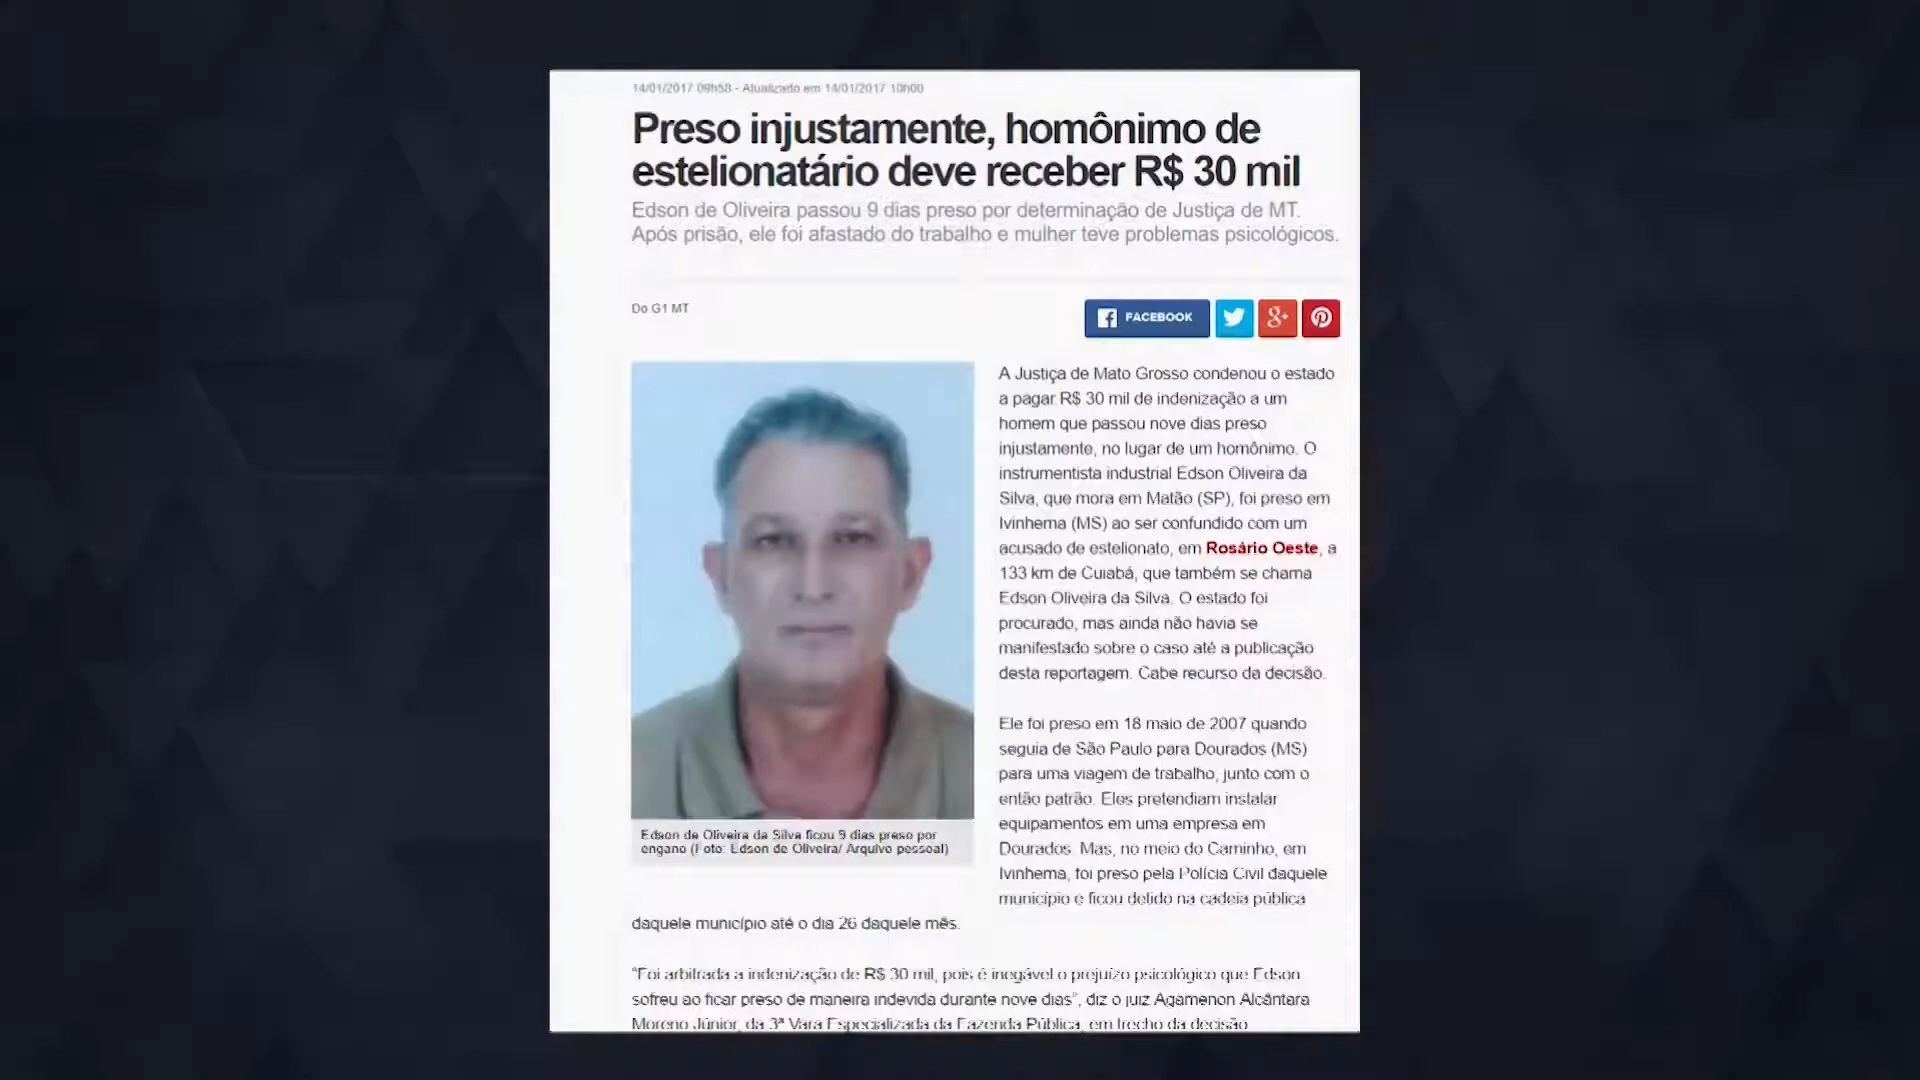 14/01/2017 09h58 - Atualizado em 14/01/2017 10h00
Preso injustamente, homônimo de
estelionatário deve receber R$ 30 mil
Edson de Oliveira passou 9 dias preso por determinação de Justiça de MT.
Após prisão, ele foi afastado do trabalho e mulher teve problemas psicológicos.
Do G1 MT
FACEBOOK
A Justiça de Mato Grosso condenou o estado
a pagar R$ 30 mil de indenização a um
homem que passou nove dias preso
injustamente, no lugar de um homônimo. O
instrumentista industrial Edson Oliveira da
Silva, que mora em Matão (SP), foi preso em
Ivinhema (MS) ao ser confundido com um
acusado de estelionato, em Rosário Oeste, a
133 km de Cuiabá, que também se chama
Edson Oliveira da Silva. O estado foi
procurado, mas ainda não havia se
manifestado sobre o caso até a publicação
desta reportagem. Cabe recurso da decisão.
Ele foi preso em 18 maio de 2007 quando
seguia de São Paulo para Dourados (MS)
para uma viagem de trabalho, junto com o
então patrão. Eles pretendiam instalar
equipamentos em uma empresa em
Dourados. Mas, no meio do Caminho, em
Ivinhema, foi preso pela Polícia Civil daquele
município e ficou detido na cadeia pública
daquele município até o dia 26 daquele mês.
Edson de Oliveira da Silva ficou 9 dias preso por
engano (Foto: Edson de Oliveira/ Arquivo pessoal)
"Foi arbitrada a indenização de R$ 30 mil, pois é inegável o prejuízo psicológico que Edson
sofreu ao ficar preso de maneira indevida durante nove dias", diz o juiz Agamenon Alcântara
Moreno Júnior, da 3ª Vara Especializada da Fazenda Pública, em trecho da decisão